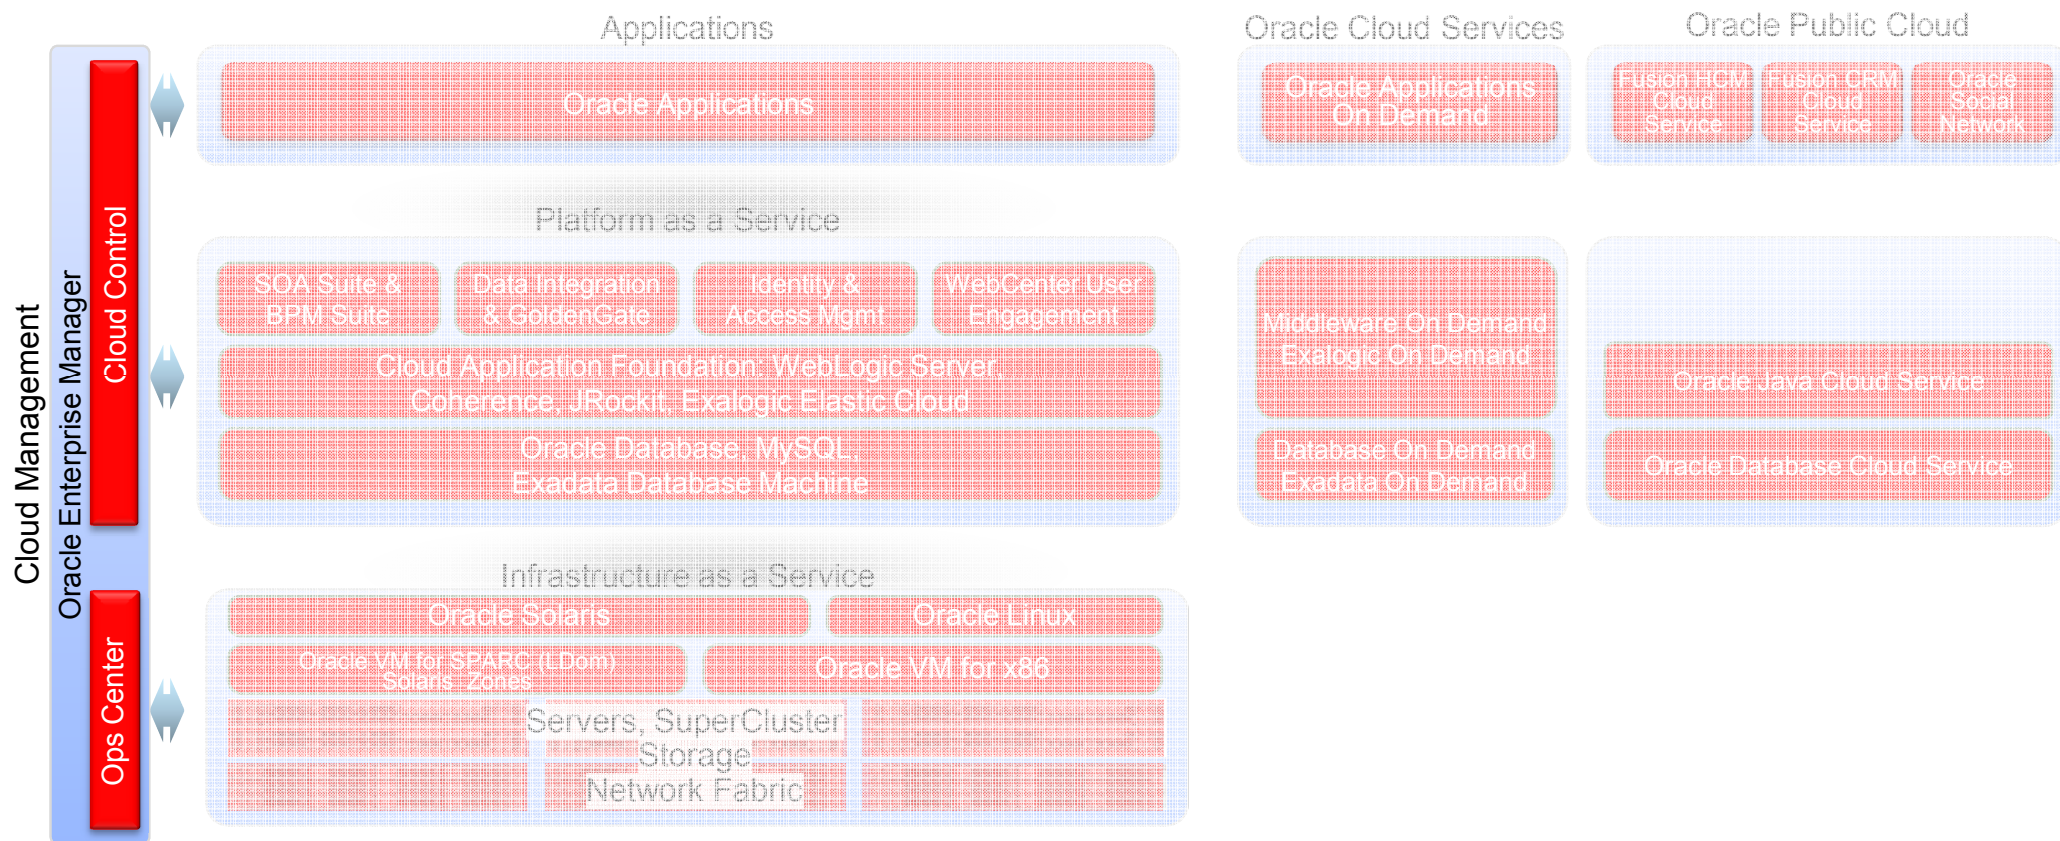 Applications
Oracle Cloud Services
Oracle Public Cloud
Cloud Management
Oracle Enterprise Manager
Cloud Control
Ops Center
Oracle Applications
Oracle Applications
On Demand
Fusion HCM
Cloud
Service
Fusion CRM
Cloud
Service
Oracle
Social
Network
Platform as a Service
SOA Suite &
BPM Suite
Data Integration
& GoldenGate
Identity &
Access Mgmt
WebCenter User
Engagement
Cloud Application Foundation: WebLogic Server,
Coherence, JRockit, Exalogic Elastic Cloud
Oracle Database, MySQL,
Exadata Database Machine
Middleware On Demand
Exalogic On Demand
Database On Demand
Exadata On Demand
Oracle Java Cloud Service
Oracle Database Cloud Service
Infrastructure as a Service
Oracle Solaris
Oracle Linux
Oracle VM for SPARC (LDom)
Solaris Zones
Oracle VM for x86
Servers, SuperCluster
Storage
Network Fabric